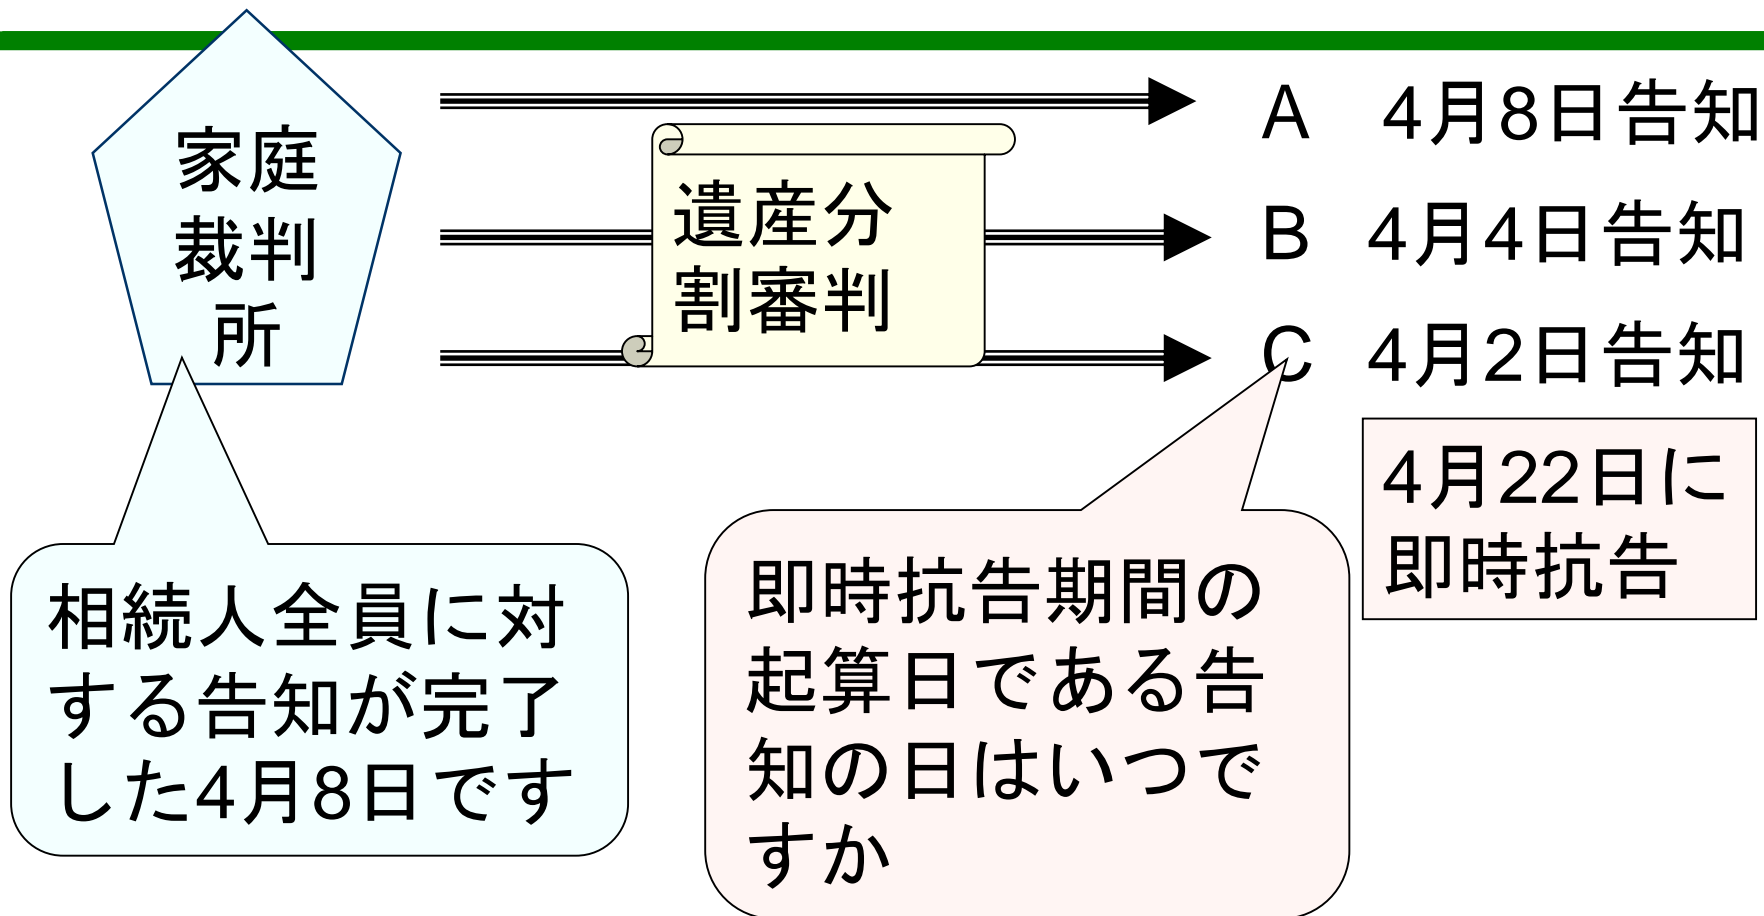 家庭
裁判
所
遺産分
割審判
A 4月8日告知
B 4月4日告知
C 4月2日告知
4月22日に
即時抗告
相続人全員に対
する告知が完了
した4月8日です
即時抗告期間の
起算日である告
知の日はいつで
すか